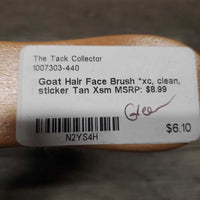 The Tack Collector
1007303-440
Goat Hair Face Brush *xc, clean,
sticker Tan Xsm MSRP: $8.99
Green
N2YS4H
$6.10